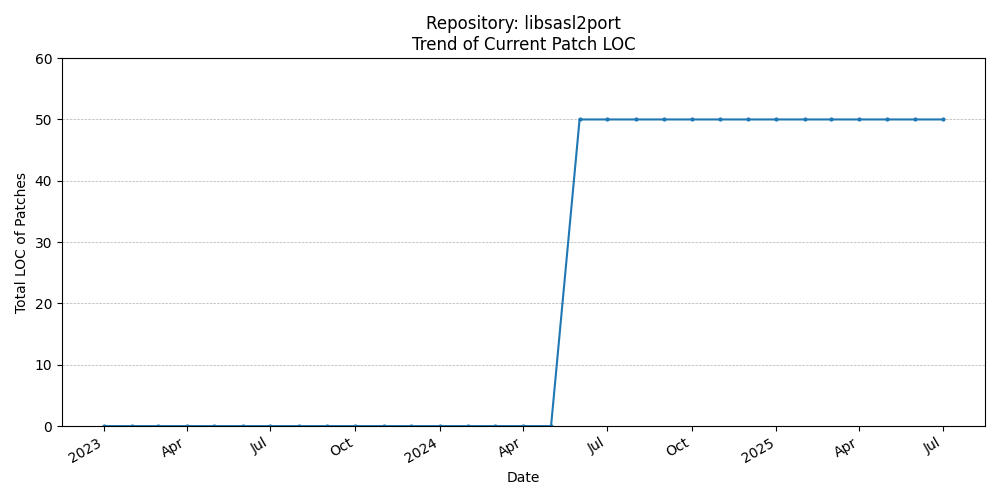 Repository: libsasl2port
Trend of Current Patch LOC
Total LOC of Patches
60
50
40
30
20
10
0
2023
Apr
Jul
Oct
2024
Apr
Jul
Oct
2025
Apr
Jul
Date